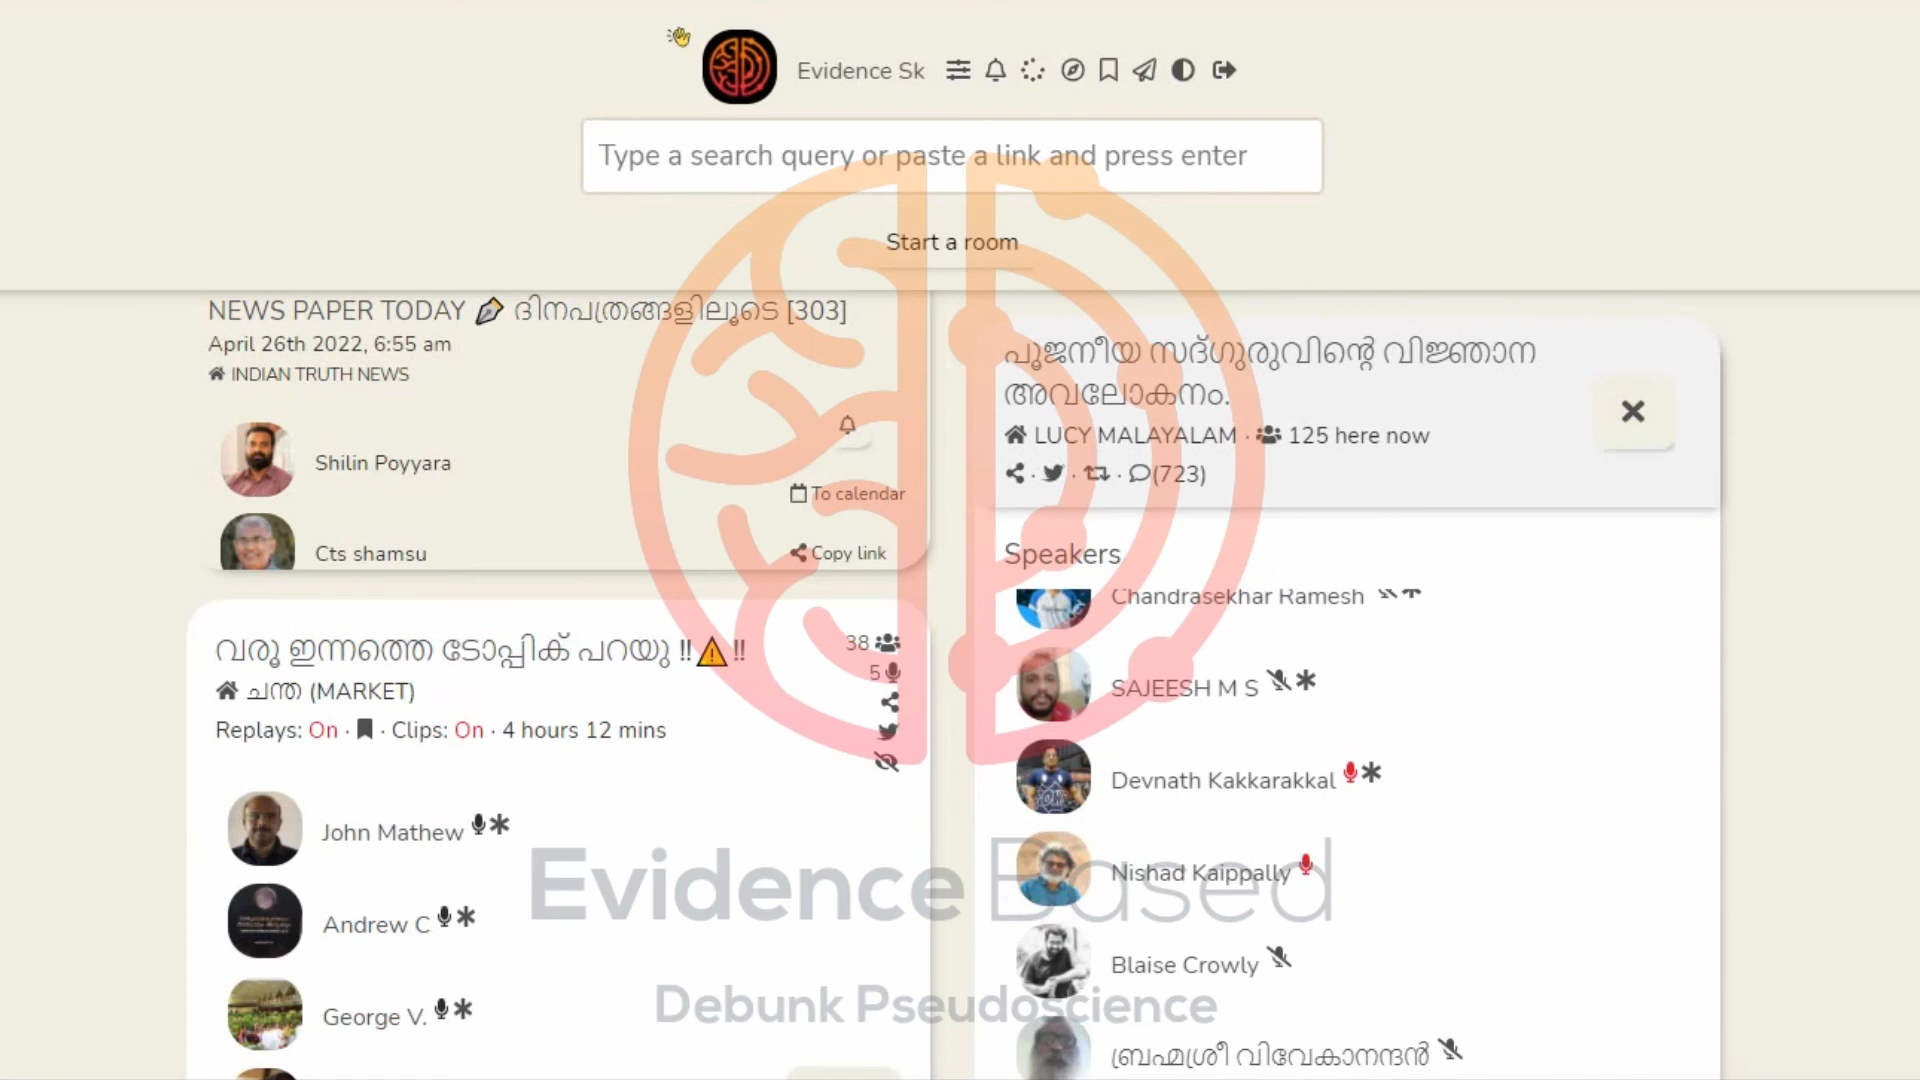 Evidence Sk
Type a search query or paste a link and press enter
Start a room
NEWS PAPER TODAY ദിനപത്രങ്ങളിലൂടെ [303]
April 26th 2022, 6:55 am
INDIAN TRUTH NEWS
Shilin Poyyara
To calendar
Cts shamsu
Copy link
വരൂ ഇന്നത്തെ ടോപ്പിക് പറയു ‼⚠‼
38
5
ചന്ത (MARKET)
Replays: On · Clips: On · 4 hours 12 mins
John Mathew
Andrew C
George V.
പൂജനീയ സദ്ഗുരുവിന്റെ വിജ്ഞാന
അവലോകനം.
LUCY MALAYALAM · 125 here now
(723)
Speakers
Chandrasekhar Ramesh
SAJEESH M S
Devnath Kakkarakkal
Nishad Kaippally
Blaise Crowly
ബ്രഹ്മശ്രീ വിവേകാനന്ദൻ
Evidence Based
Debunk Pseudoscience